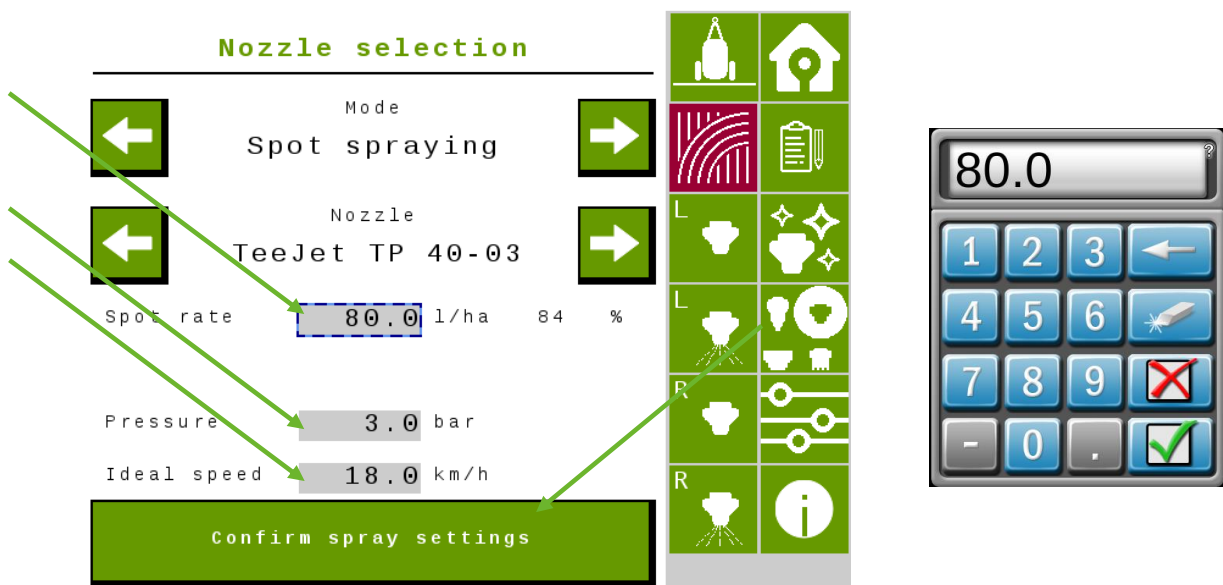 Nozzle selection
Mode
Spot spraying
Nozzle
TeeJet TP 40-03
Spot rate 80.0 l/ha 84 %
Pressure 3.0 bar
Ideal speed 18.0 km/h
Confirm spray settings
L
L
R
R
i
80.0 ?
1 2 3
4 5 6
7 8 9
- 0 .